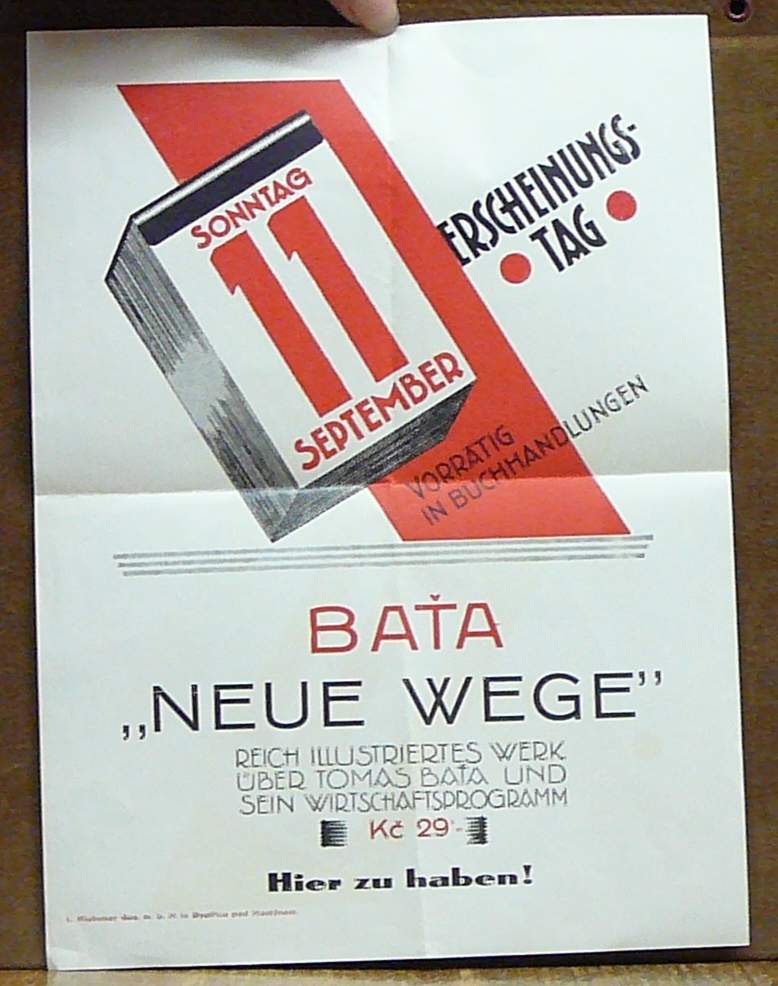 SONNTAG
11
SEPTEMBER
ERSCHEINUNGS-
TAG
VORRÄTIG
IN BUCHHANDLUNGEN
BAŤA
„NEUE WEGE”
REICH ILLUSTRIERTES WERK
ÜBER TOMAS BAŤA UND
SEIN WIRTSCHAFTSPROGRAMM
Kč 29'-
Hier zu haben!